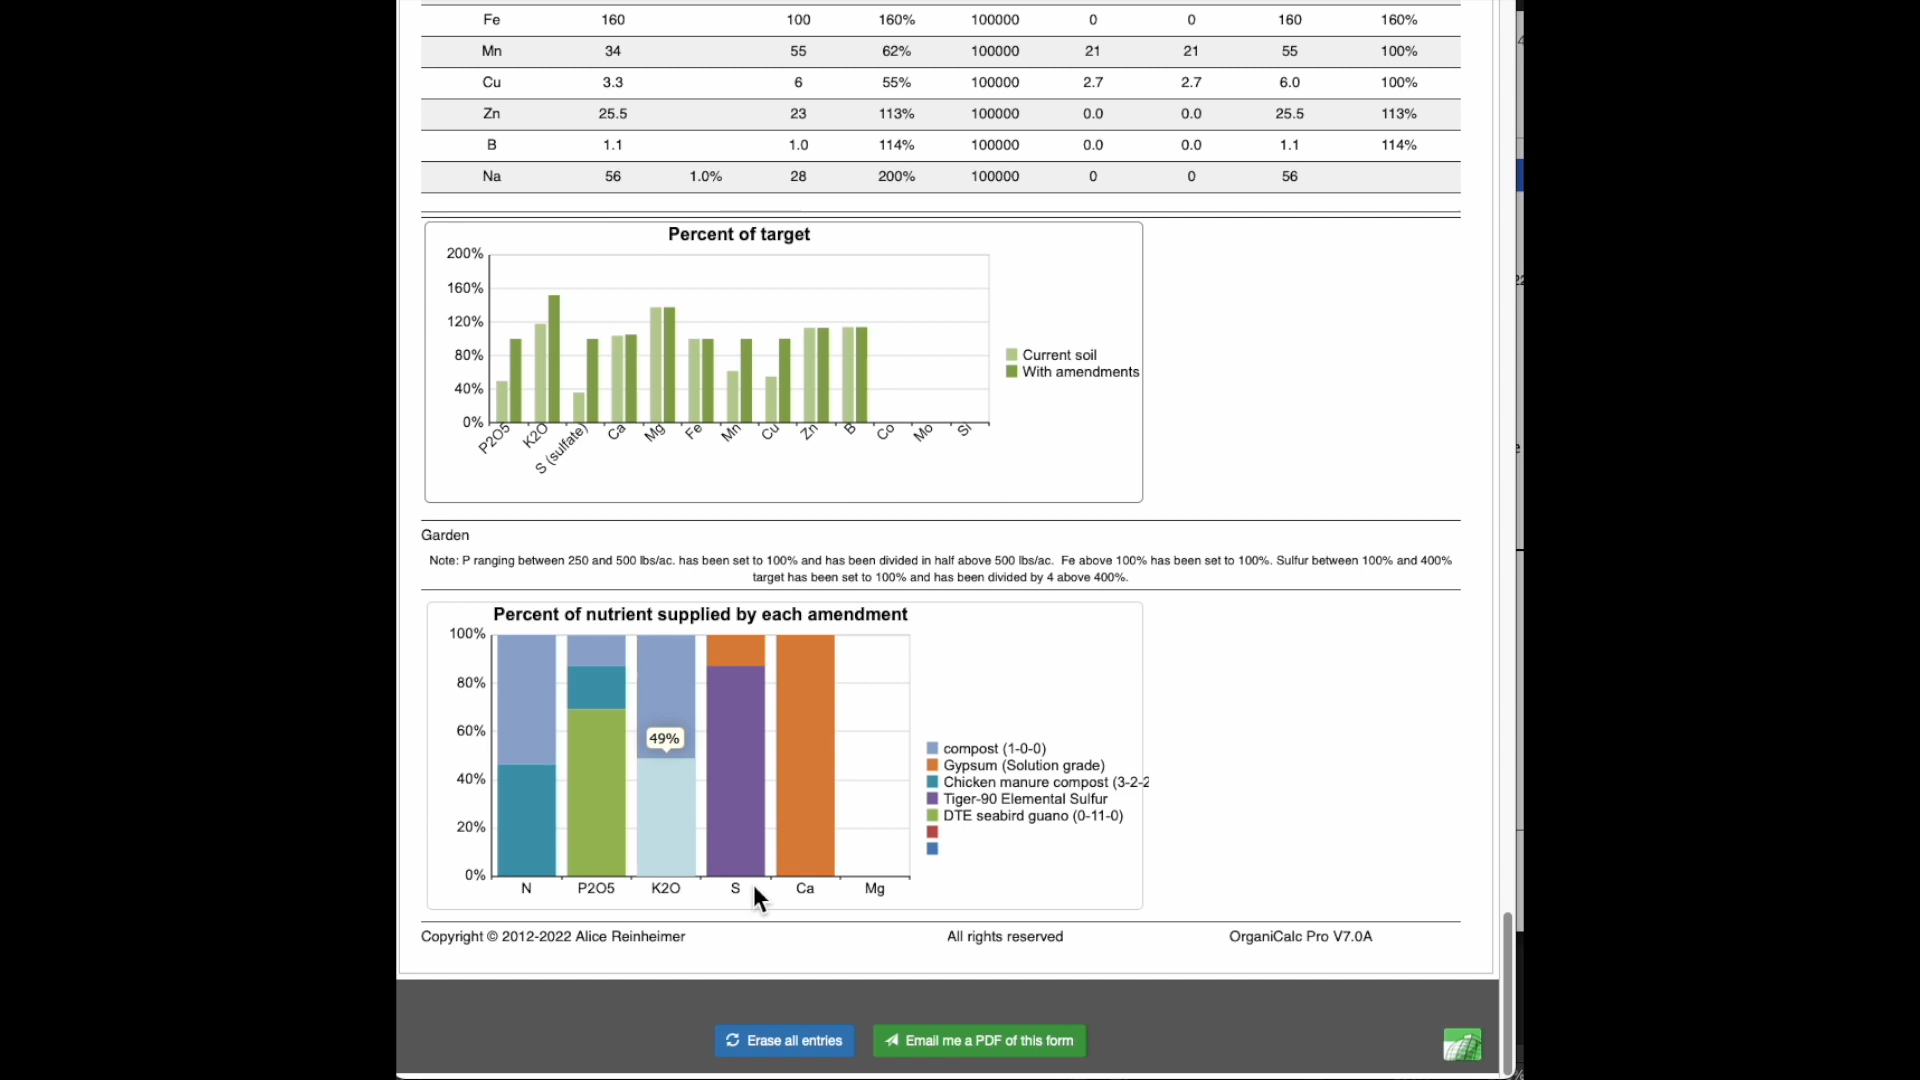 Fe 160 100 160% 100000 0 0 160 160%
Mn 34 55 62% 100000 21 21 55 100%
Cu 3.3 6 55% 100000 2.7 2.7 6.0 100%
Zn 25.5 23 113% 100000 0.0 0.0 25.5 113%
B 1.1 1.0 114% 100000 0.0 0.0 1.1 114%
Na 56 1.0% 28 200% 100000 0 0 56
Percent of target
200%
160%
120%
80%
40%
0%
P2O5 K2O S (sulfate) Ca Mg Fe Mn Cu Zn B Co Mo Si
Current soil
With amendments
Garden
Note: P ranging between 250 and 500 lbs/ac. has been set to 100% and has been divided in half above 500 lbs/ac. Fe above 100% has been set to 100%. Sulfur between 100% and 400%
target has been set to 100% and has been divided by 4 above 400%.
Percent of nutrient supplied by each amendment
100%
80%
60%
40%
20%
0%
49%
N P2O5 K2O S Ca Mg
compost (1-0-0)
Gypsum (Solution grade)
Chicken manure compost (3-2-2
Tiger-90 Elemental Sulfur
DTE seabird guano (0-11-0)
Copyright © 2012-2022 Alice Reinheimer All rights reserved OrganiCalc Pro V7.0A
Erase all entries Email me a PDF of this form